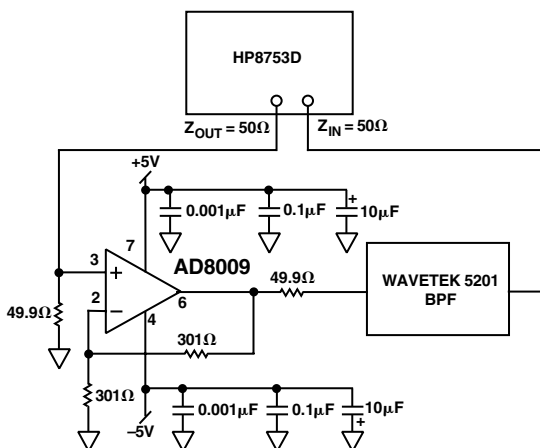 HP8753D
Z_OUT = 50Ω
Z_IN = 50Ω
+5V
+
0.001µF
0.1µF
10µF
7
AD8009
3
+
2
−
6
4
49.9Ω
49.9Ω
WAVETEK 5201
BPF
301Ω
301Ω
−5V
0.001µF
0.1µF
10µF
+